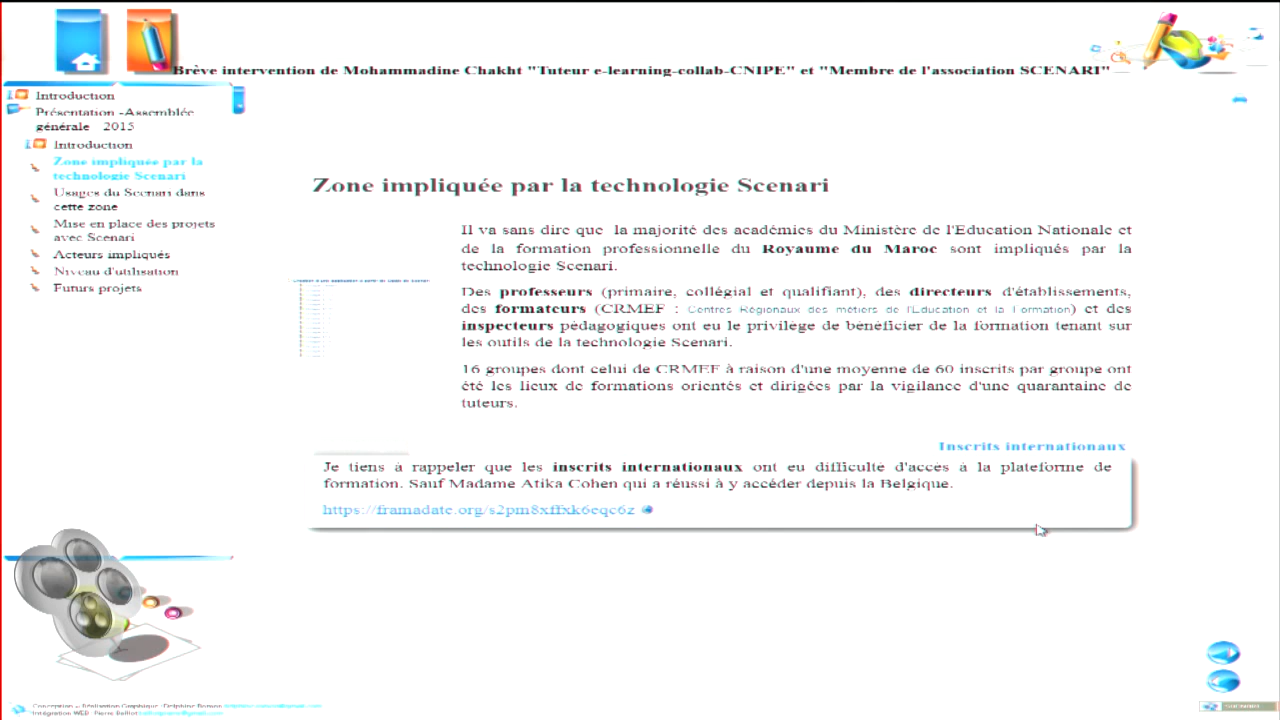 Brève intervention de Mohammadine Chakht "Tuteur e-learning-collab-CNIPE" et "Membre de l'association SCENARI"
Introduction
Présentation -Assemblée
générale 2015
Introduction
Zone impliquée par la
technologie Scenari
Usages du Scenari dans
cette zone
Mise en place des projets
avec Scenari
Acteurs impliqués
Niveau d'utilisation
Futurs projets
Zone impliquée par la technologie Scenari
Il va sans dire que la majorité des académies du Ministère de l'Education Nationale et
de la formation professionnelle du Royaume du Maroc sont impliqués par la
technologie Scenari.
Des professeurs (primaire, collégial et qualifiant), des directeurs d'établissements,
des formateurs (CRMEF : Centres Régionaux des métiers de l'Education et la Formation) et des
inspecteurs pédagogiques ont eu le privilège de bénéficier de la formation tenant sur
les outils de la technologie Scenari.
16 groupes dont celui de CRMEF à raison d'une moyenne de 60 inscrits par groupe ont
été les lieux de formations orientés et dirigées par la vigilance d'une quarantaine de
tuteurs.
Inscrits internationaux
Je tiens à rappeler que les inscrits internationaux ont eu difficulté d'accès à la plateforme de
formation. Sauf Madame Atika Cohen qui a réussi à y accéder depuis la Belgique.
https://framadate.org/s2pm8xffxk6eqc6z
Conception - Réalisation Graphique
Intégration WEB